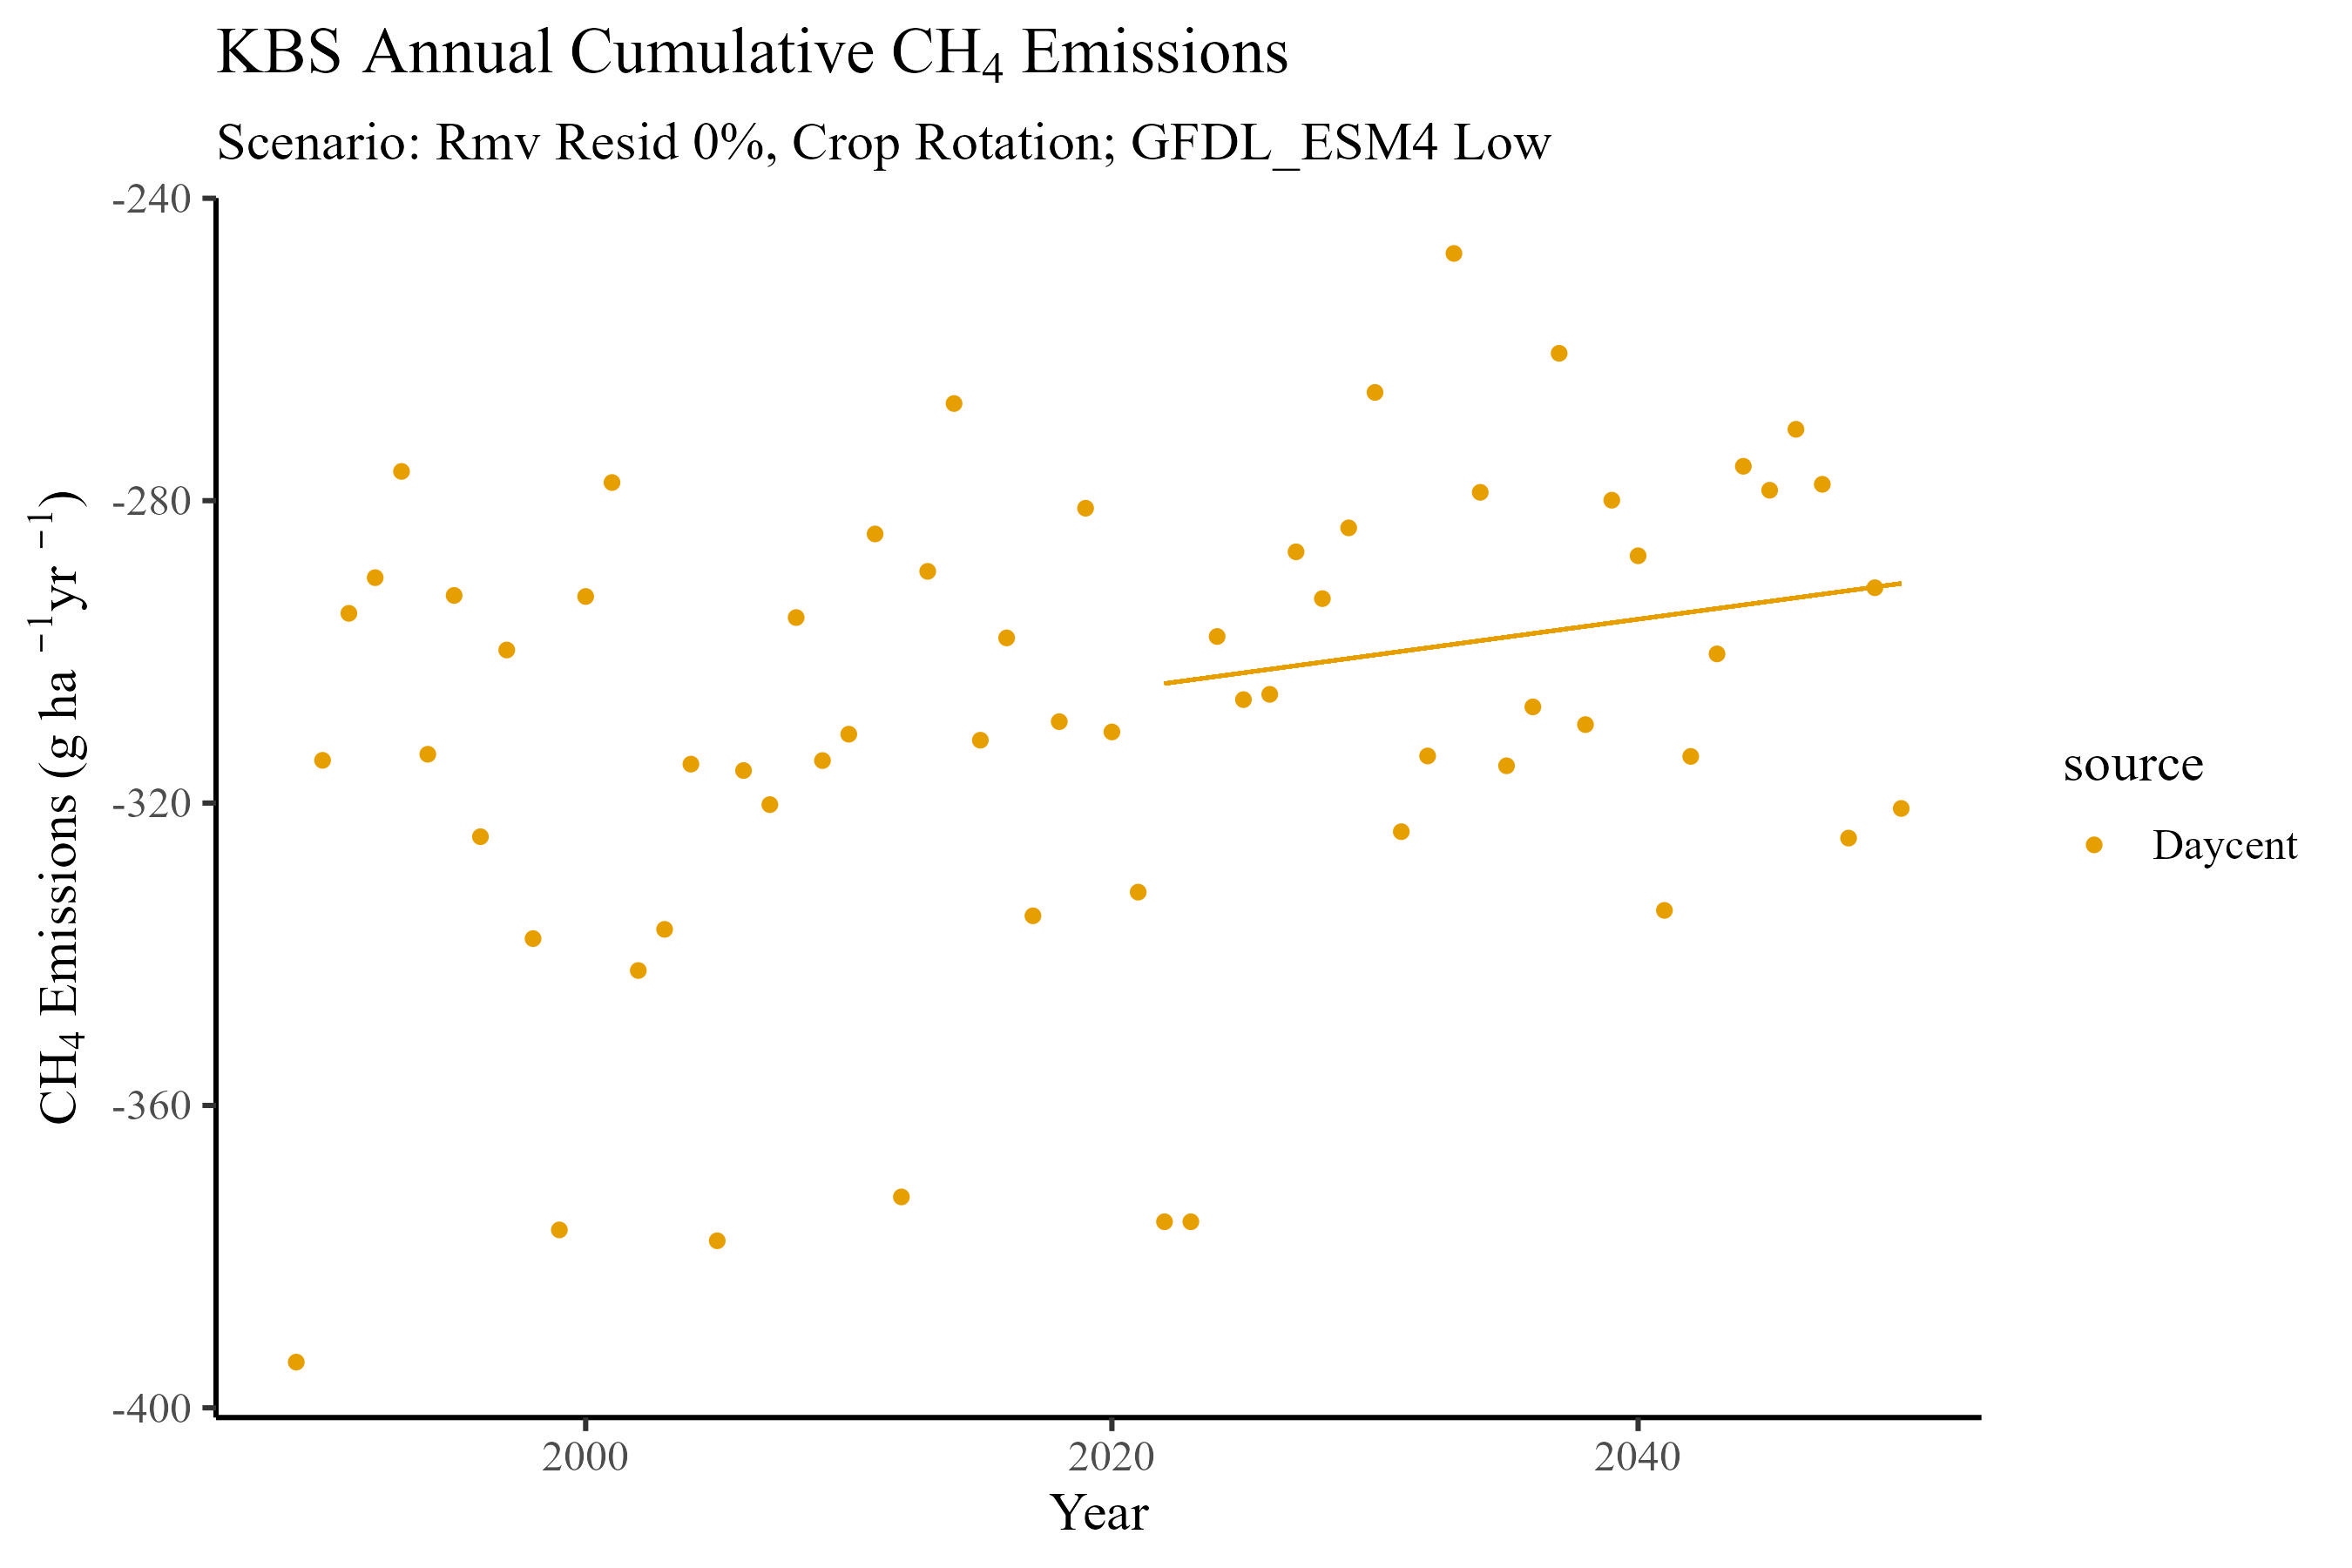 KBS Annual Cumulative CH₄ Emissions
Scenario: Rmv Resid 0%, Crop Rotation; GFDL_ESM4 Low
CH₄ Emissions (g ha ⁻¹yr ⁻¹)
-240
-280
-320
-360
-400
2000 2020 2040
Year
source
Daycent